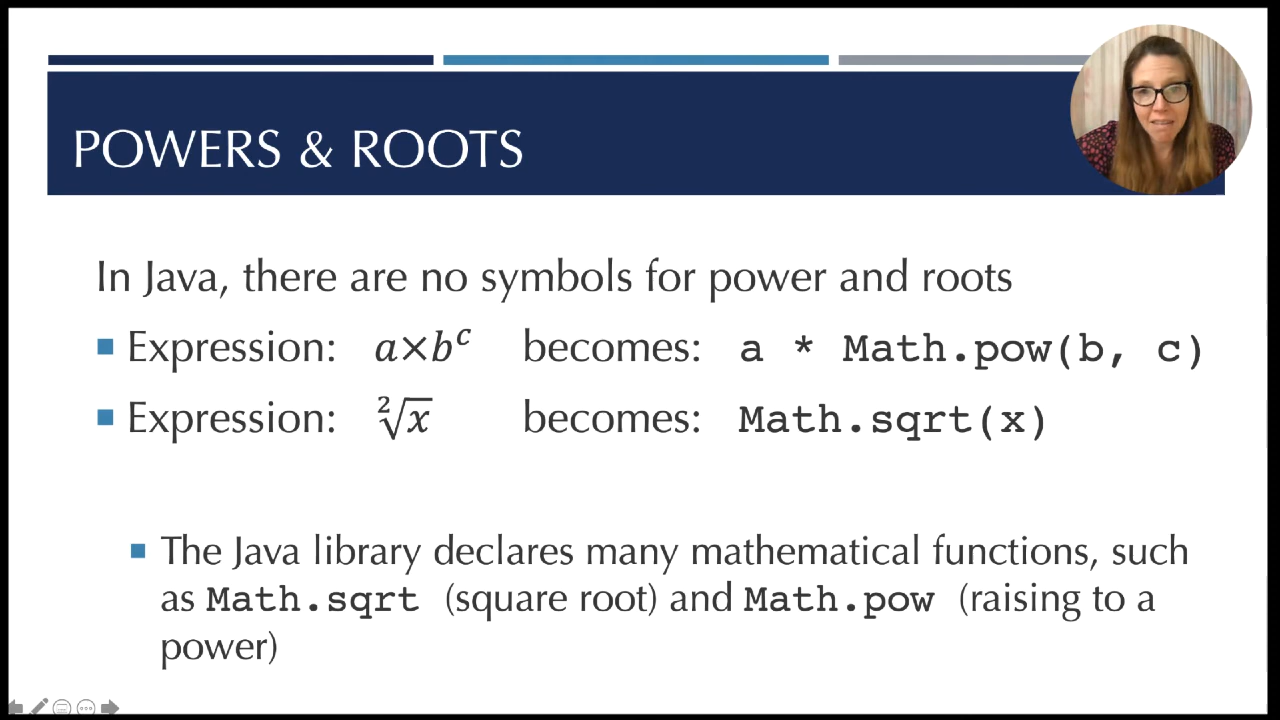 POWERS & ROOTS
In Java, there are no symbols for power and roots
Expression: a×bᶜ becomes: a * Math.pow(b, c)
Expression: ²√x becomes: Math.sqrt(x)
The Java library declares many mathematical functions, such
as Math.sqrt (square root) and Math.pow (raising to a
power)